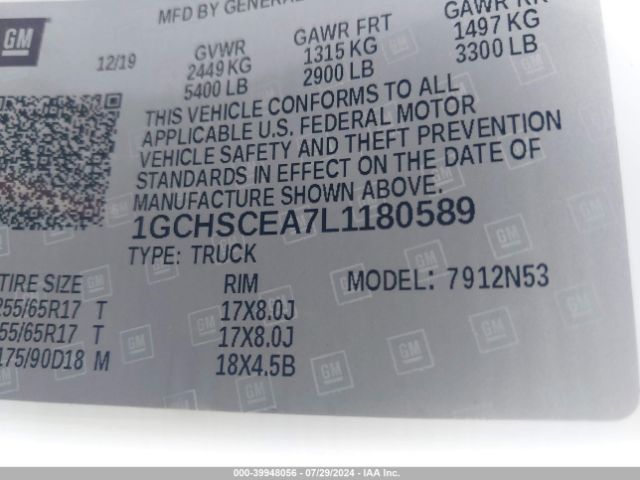 GM
MFD BY GENERAL
12/19
GVWR GAWR FRT GAWR RR
2449 KG 1315 KG 1497 KG
5400 LB 2900 LB 3300 LB
THIS VEHICLE CONFORMS TO ALL
APPLICABLE U.S. FEDERAL MOTOR
VEHICLE SAFETY AND THEFT PREVENTION
STANDARDS IN EFFECT ON THE DATE OF
MANUFACTURE SHOWN ABOVE.
1GCHSCEA7L1180589
TYPE: TRUCK
TIRE SIZE RIM MODEL: 7912N53
255/65R17 T 17X8.0J
55/65R17 T 17X8.0J
175/90D18 M 18X4.5B
000-39948056 - 07/29/2024 - IAA Inc.